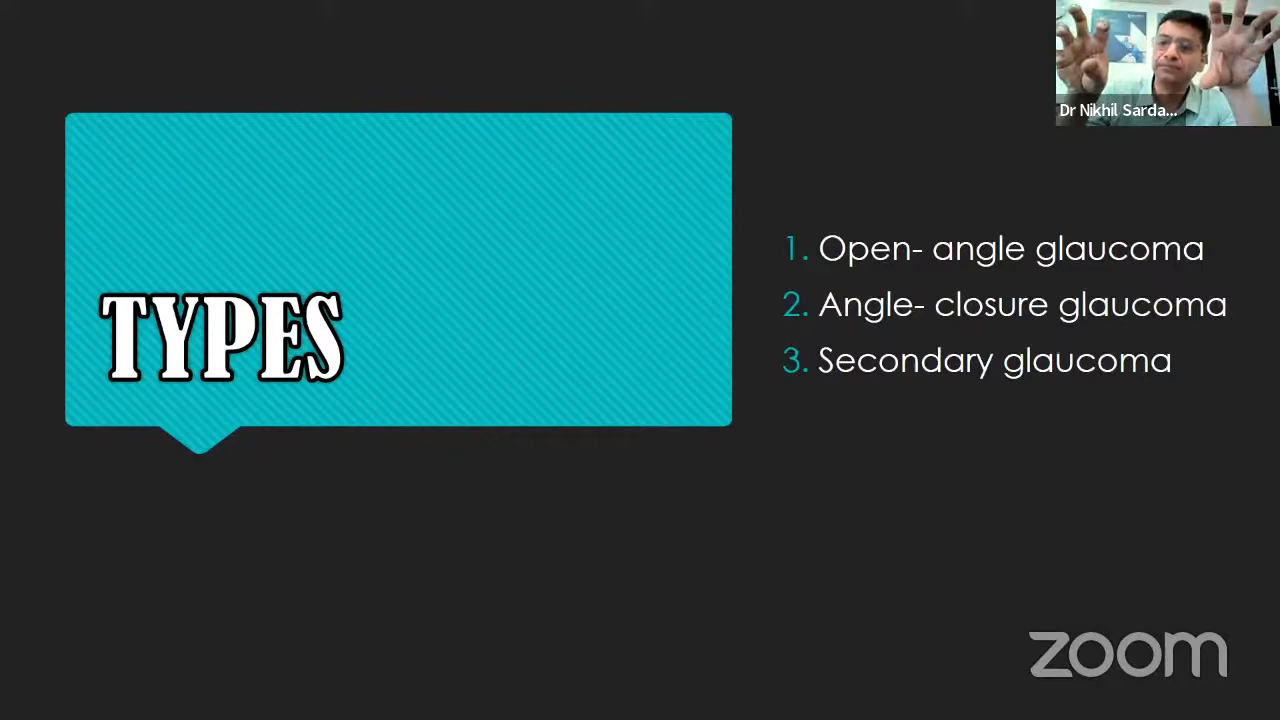 Dr Nikhil Sarda...
TYPES
1. Open- angle glaucoma
2. Angle- closure glaucoma
3. Secondary glaucoma
zoom